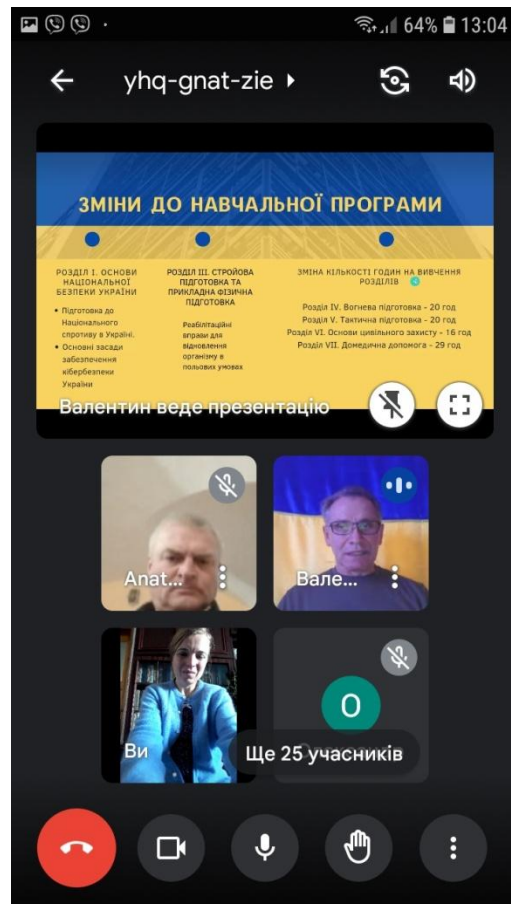 64% 13:04
yhq-gnat-zie
ЗМІНИ ДО НАВЧАЛЬНОЇ ПРОГРАМИ
РОЗДІЛ І. ОСНОВИ
НАЦІОНАЛЬНОЇ
БЕЗПЕКИ УКРАЇНИ
• Підготовка до
Національного
спротиву в Україні.
• Основні засади
забезпечення
кібербезпеки
України
РОЗДІЛ ІІІ. СТРОЙОВА
ПІДГОТОВКА ТА
ПРИКЛАДНА ФІЗИЧНА
ПІДГОТОВКА
Реабілітаційні
вправи для
відновлення
організму в
польових умовах
ЗМІНА КІЛЬКОСТІ ГОДИН НА ВИВЧЕННЯ
РОЗДІЛІВ
Розділ IV. Вогнева підготовка - 20 год
Розділ V. Тактична підготовка - 20 год
Розділ VI. Основи цивільного захисту - 16 год
Розділ VII. Домедична допомога - 29 год
Валентин веде презентацію
Anat...
Вале...
Ви
О
Ще 25 учасників